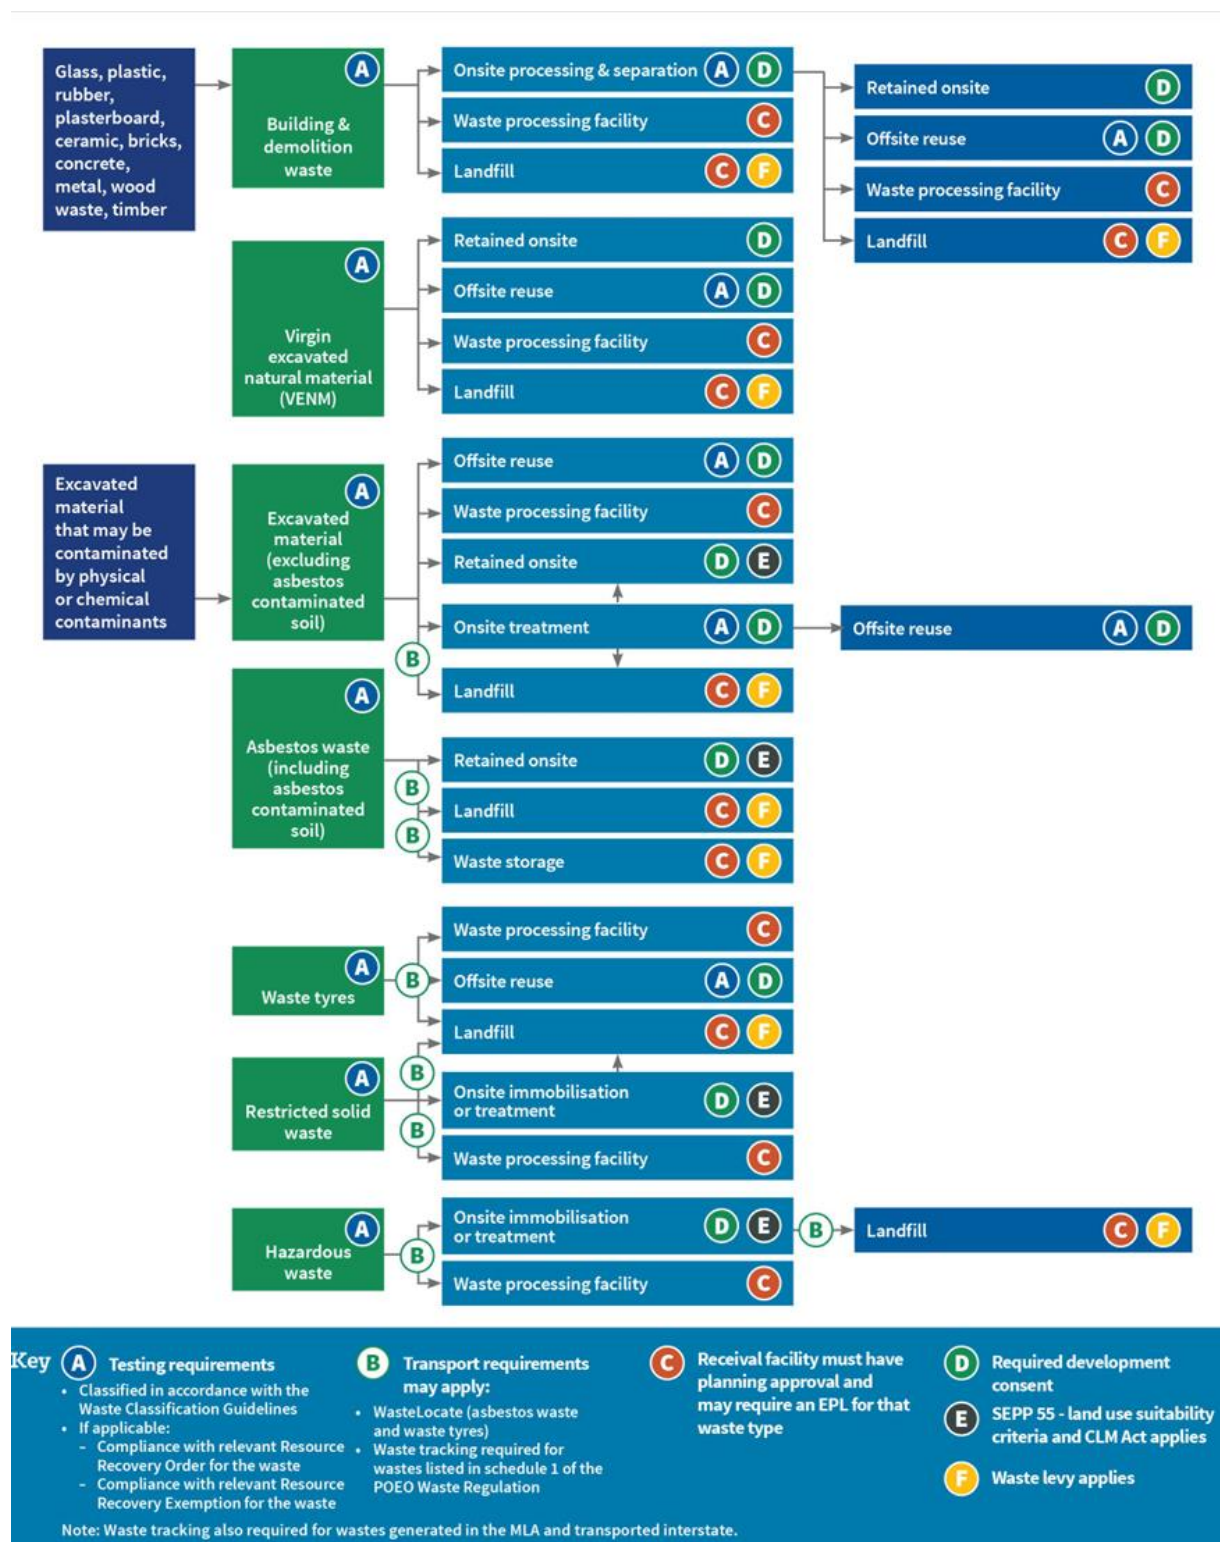 Glass, plastic,
rubber,
plasterboard,
ceramic, bricks,
concrete,
metal, wood
waste, timber
A
Building &
demolition
waste
Onsite processing & separation A D
Waste processing facility C
Landfill C F
Retained onsite D
Offsite reuse A D
Waste processing facility C
Landfill C F
A
Virgin
excavated
natural material
(VENM)
Retained onsite D
Offsite reuse A D
Waste processing facility C
Landfill C F
Excavated
material
that may be
contaminated
by physical
or chemical
contaminants
A
Excavated
material
(excluding
asbestos
contaminated
soil)
B
Offsite reuse A D
Waste processing facility C
Retained onsite D E
Onsite treatment A D
Landfill C F
Offsite reuse A D
A
Asbestos waste
(including
asbestos
contaminated
soil)
B
B
Retained onsite D E
Landfill C F
Waste storage C F
A
Waste tyres
B
Waste processing facility C
Offsite reuse A D
Landfill C F
A
Restricted solid
waste
B
B
Onsite immobilisation
or treatment D E
Waste processing facility C
A
Hazardous
waste
B
Onsite immobilisation
or treatment D E
Waste processing facility C
B
Landfill C F
Key
A Testing requirements
• Classified in accordance with the
Waste Classification Guidelines
• If applicable:
– Compliance with relevant Resource
Recovery Order for the waste
– Compliance with relevant Resource
Recovery Exemption for the waste
B Transport requirements
may apply:
• WasteLocate (asbestos waste
and waste tyres)
• Waste tracking required for
wastes listed in schedule 1 of the
POEO Waste Regulation
C Receival facility must have
planning approval and
may require an EPL for that
waste type
D Required development
consent
E SEPP 55 - land use suitability
criteria and CLM Act applies
F Waste levy applies
Note: Waste tracking also required for wastes generated in the MLA and transported interstate.